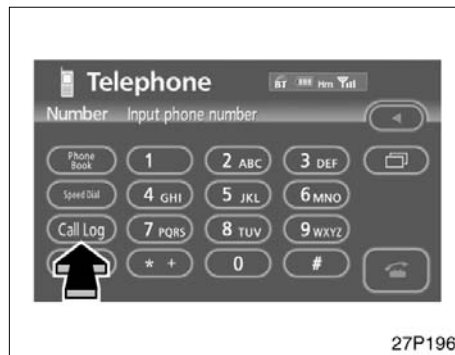 Telephone BT Hm
Number Input phone number
Phone Book 1 2 ABC 3 DEF
Speed Dial 4 GHI 5 JKL 6 MNO
Call Log 7 PQRS 8 TUV 9 WXYZ
* + 0 #
27P196